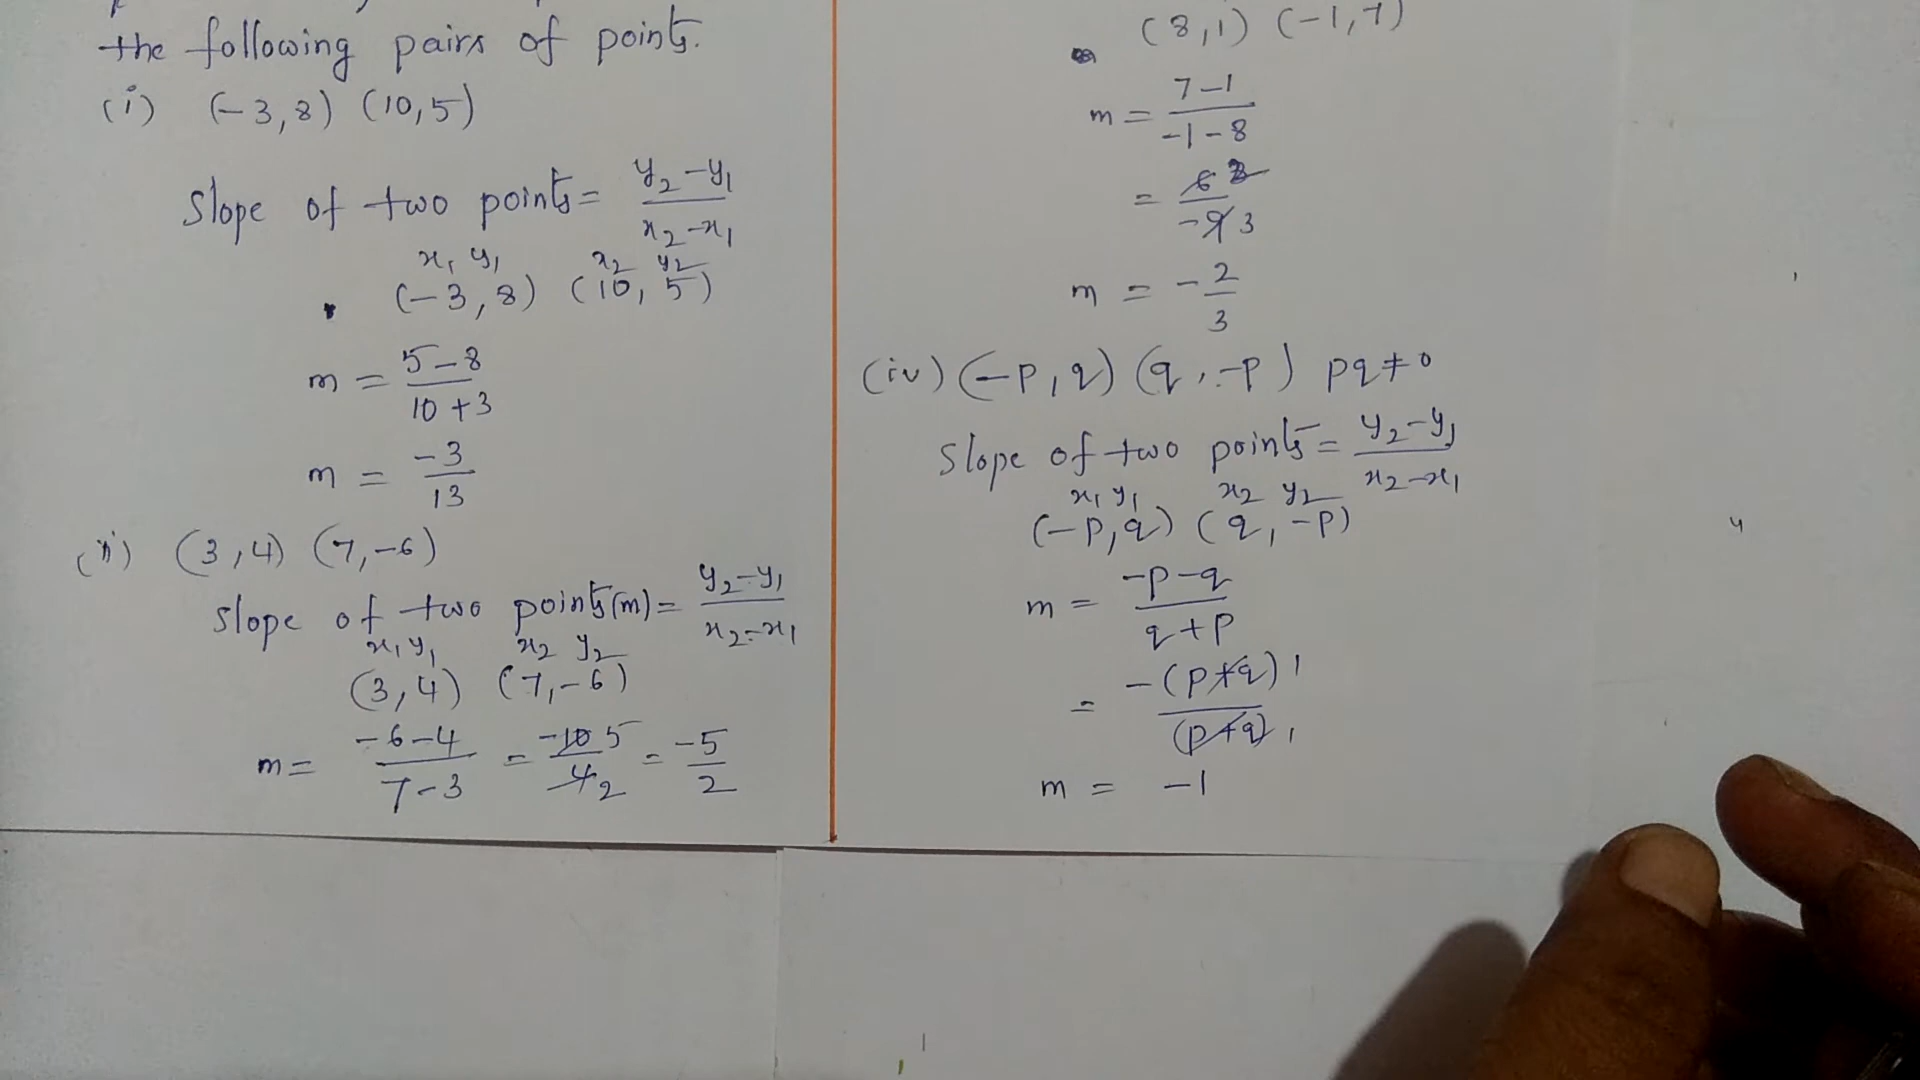 the following pairs of points.
(i) (-3,8) (10,5)
Slope of two points = y₂-y₁ / x₂-x₁
x₁ y₁ x₂ y₂
(-3,8) (10,5)
m = 5-8 / 10+3
m = -3 / 13
(ii) (3,4) (7,-6)
Slope of two points(m) = y₂-y₁ / x₂-x₁
x₁ y₁ x₂ y₂
(3,4) (7,-6)
m = -6-4 / 7-3 = -10 5 / 4 2 = -5 / 2
(8,1) (-1,7)
m = 7-1 / -1-8
= 6 2 / -9 3
m = - 2 / 3
(iv) (-p,q) (q,-p) pq≠0
Slope of two points = y₂-y₁ / x₂-x₁
x₁ y₁ x₂ y₂
(-p,q) (q,-p)
m = -p-q / q+p
= -(p+q) 1 / (p+q) 1
m = -1